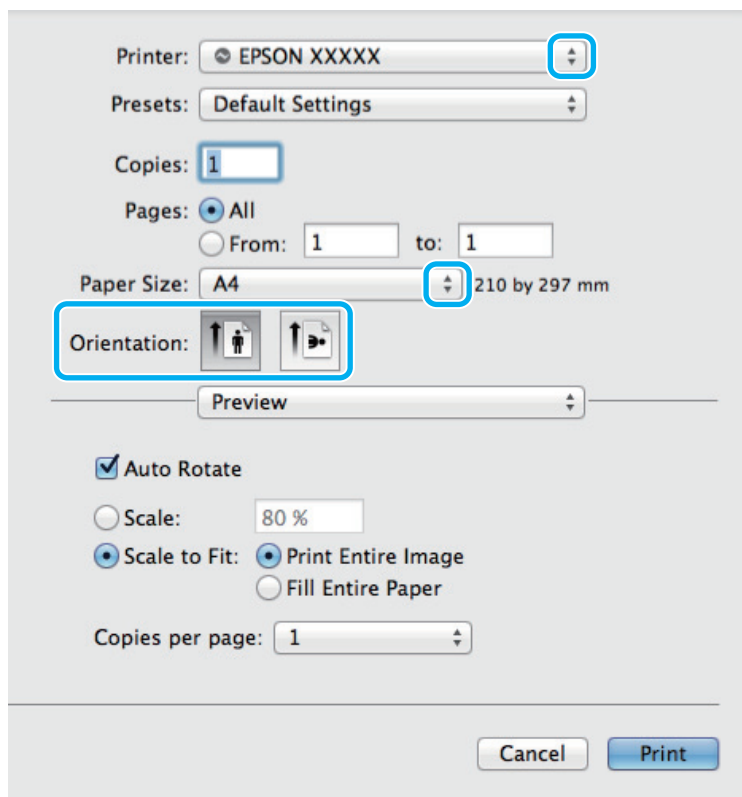 Printer: EPSON XXXXX
Presets: Default Settings
Copies: 1
Pages: All
From: 1 to: 1
Paper Size: A4 210 by 297 mm
Orientation:
Preview
Auto Rotate
Scale: 80 %
Scale to Fit: Print Entire Image
Fill Entire Paper
Copies per page: 1
Cancel Print